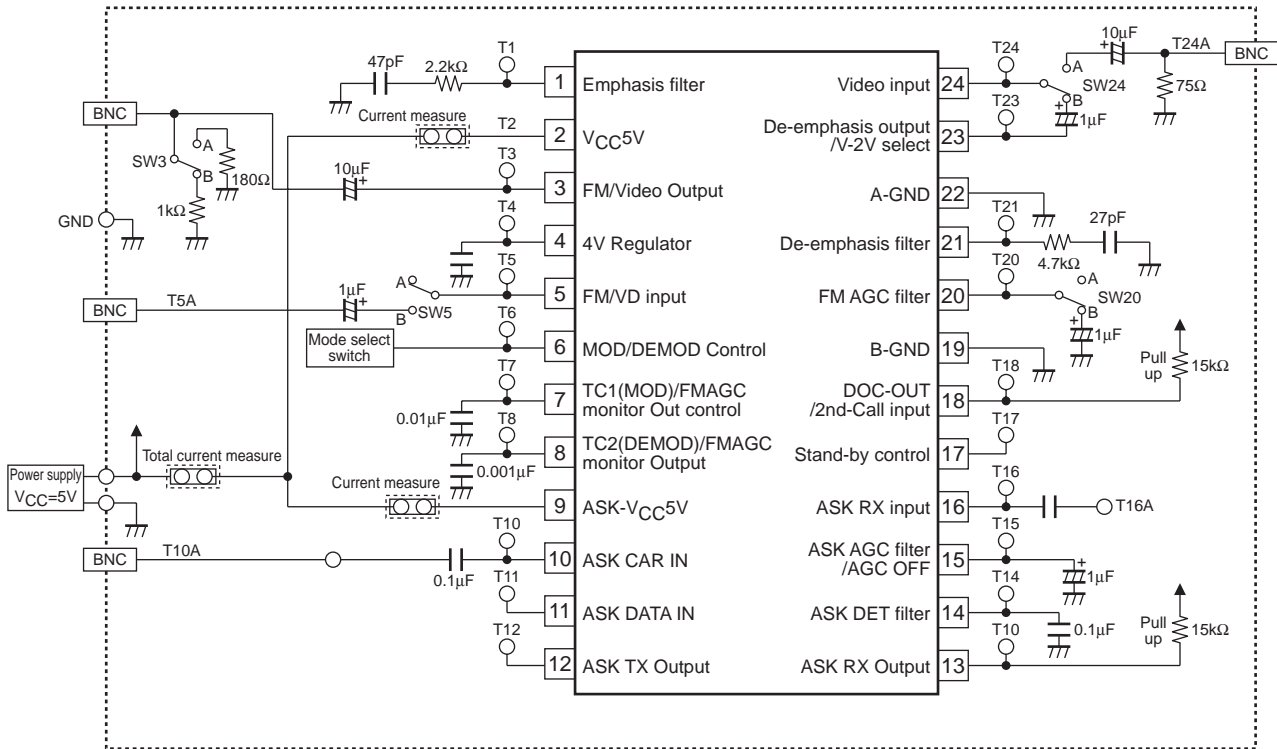 T1
47pF
2.2kΩ
1
Emphasis filter
BNC
Current measure
T2
2
VCC5V
SW3
A
B
180Ω
1kΩ
T3
10μF
+
3
FM/Video Output
GND
T4
4
4V Regulator
T5
A
B
SW5
1μF
+
BNC
T5A
5
FM/VD input
T6
Mode select
switch
6
MOD/DEMOD Control
T7
0.01μF
7
TC1(MOD)/FMAGC
monitor Out control
T8
0.001μF
8
TC2(DEMOD)/FMAGC
monitor Output
Power supply
VCC=5V
Total current measure
Current measure
9
ASK-VCC5V
BNC
T10A
0.1μF
T10
10
ASK CAR IN
T11
11
ASK DATA IN
T12
12
ASK TX Output
Video input
24
T24
A
SW24
B
+
10μF
T24A
BNC
75Ω
+
1μF
T23
De-emphasis output
/V-2V select
23
A-GND
22
T21
De-emphasis filter
21
4.7kΩ
27pF
T20
FM AGC filter
20
A
SW20
B
+
1μF
B-GND
19
T18
DOC-OUT
/2nd-Call input
18
Pull
up
15kΩ
T17
Stand-by control
17
T16
ASK RX input
16
T16A
T15
ASK AGC filter
/AGC OFF
15
+
1μF
T14
ASK DET filter
14
0.1μF
T10
ASK RX Output
13
Pull
up
15kΩ